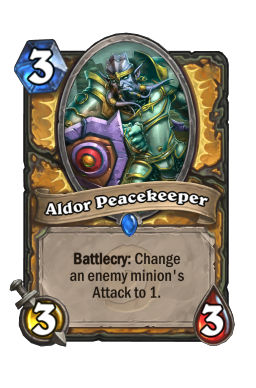 3
Aldor Peacekeeper
Battlecry: Change
an enemy minion's
Attack to 1.
3 3